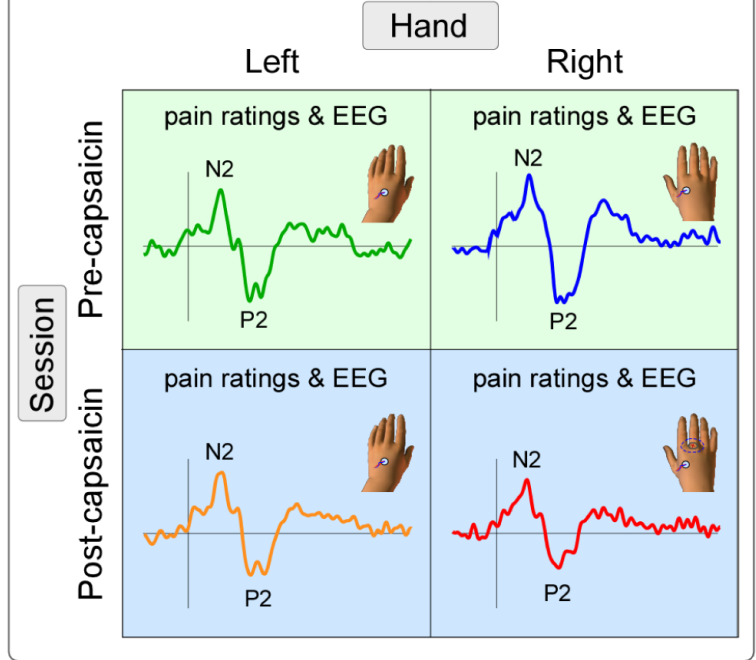 Hand
Left
Right
Session
Pre-capsaicin
pain ratings & EEG
N2
P2
pain ratings & EEG
N2
P2
Post-capsaicin
pain ratings & EEG
N2
P2
pain ratings & EEG
N2
P2